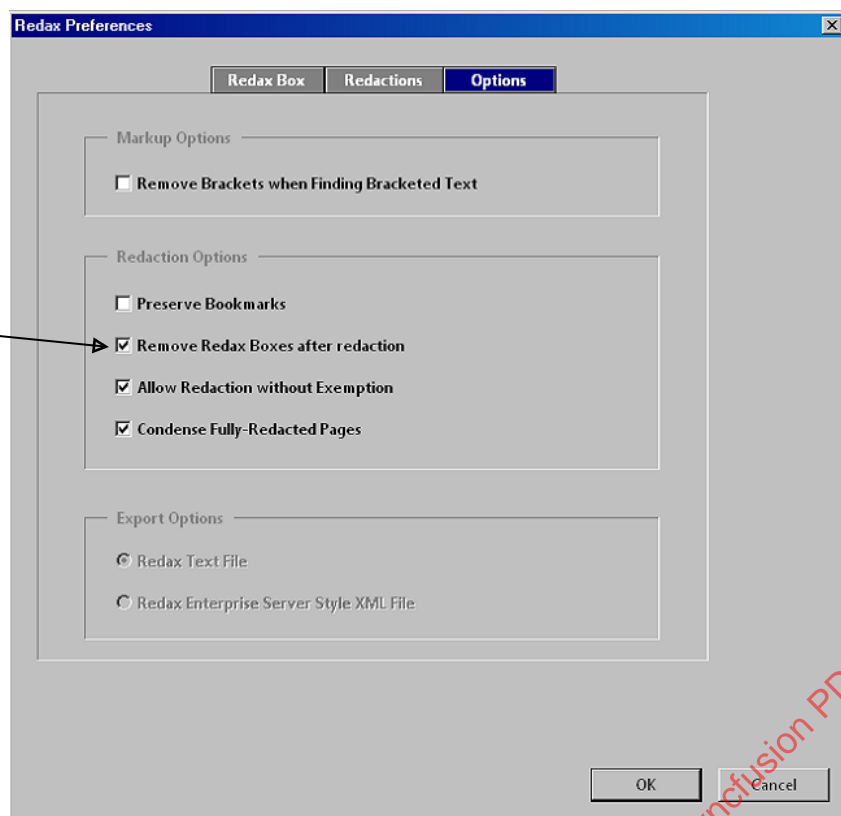 Redax Preferences
Redax Box Redactions Options
Markup Options
Remove Brackets when Finding Bracketed Text
Redaction Options
Preserve Bookmarks
Remove Redax Boxes after redaction
Allow Redaction without Exemption
Condense Fully-Redacted Pages
Export Options
Redax Text File
Redax Enterprise Server Style XML File
OK Cancel